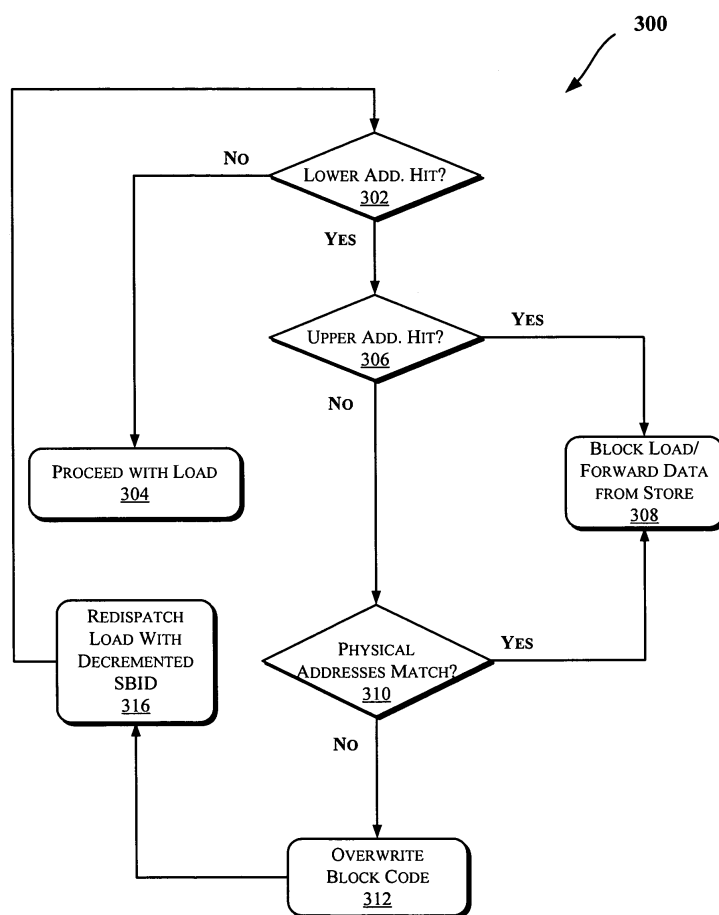 300
NO
LOWER ADD. HIT?
302
YES
UPPER ADD. HIT?
306
YES
NO
PROCEED WITH LOAD
304
BLOCK LOAD/
FORWARD DATA
FROM STORE
308
REDISPATCH
LOAD WITH
DECREMENTED
SBID
316
PHYSICAL
ADDRESSES MATCH?
310
YES
NO
OVERWRITE
BLOCK CODE
312